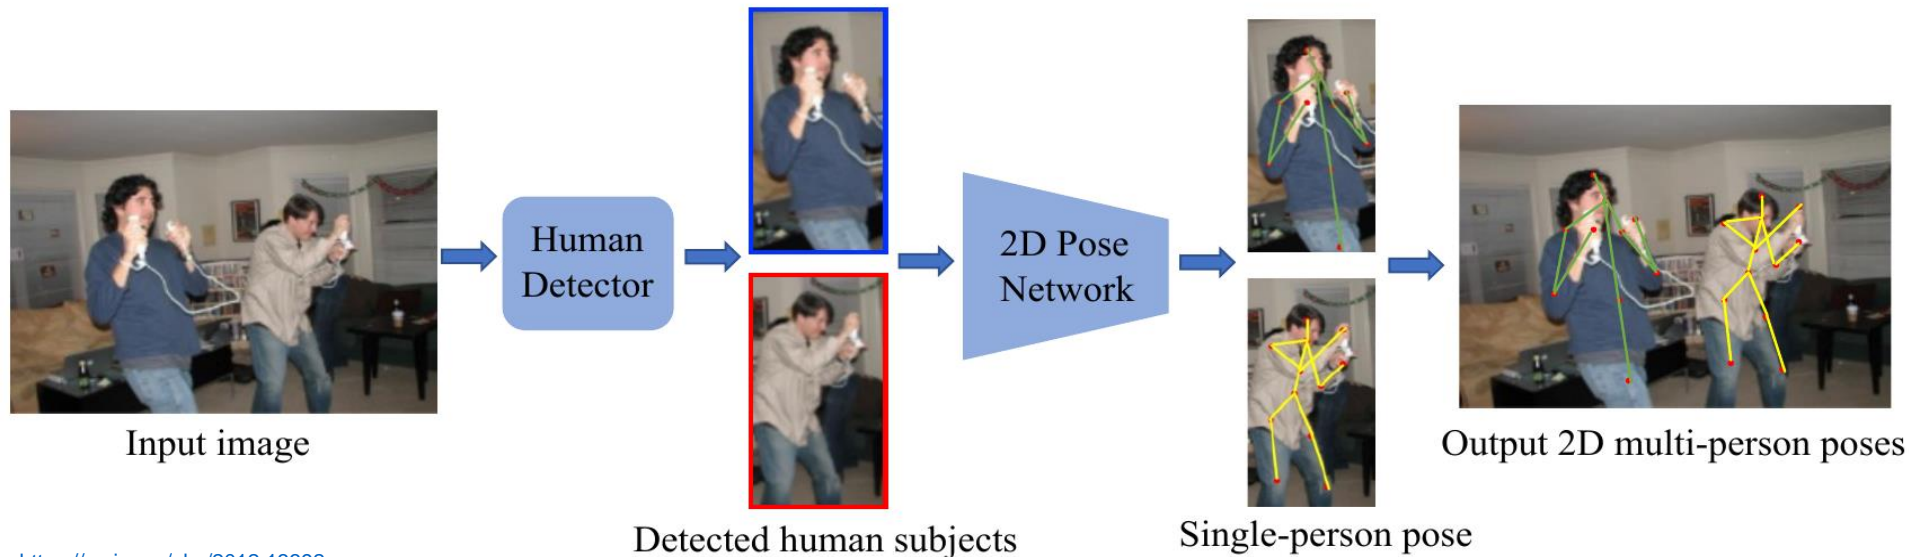 Input image
Human
Detector
Detected human subjects
2D Pose
Network
Single-person pose
Output 2D multi-person poses